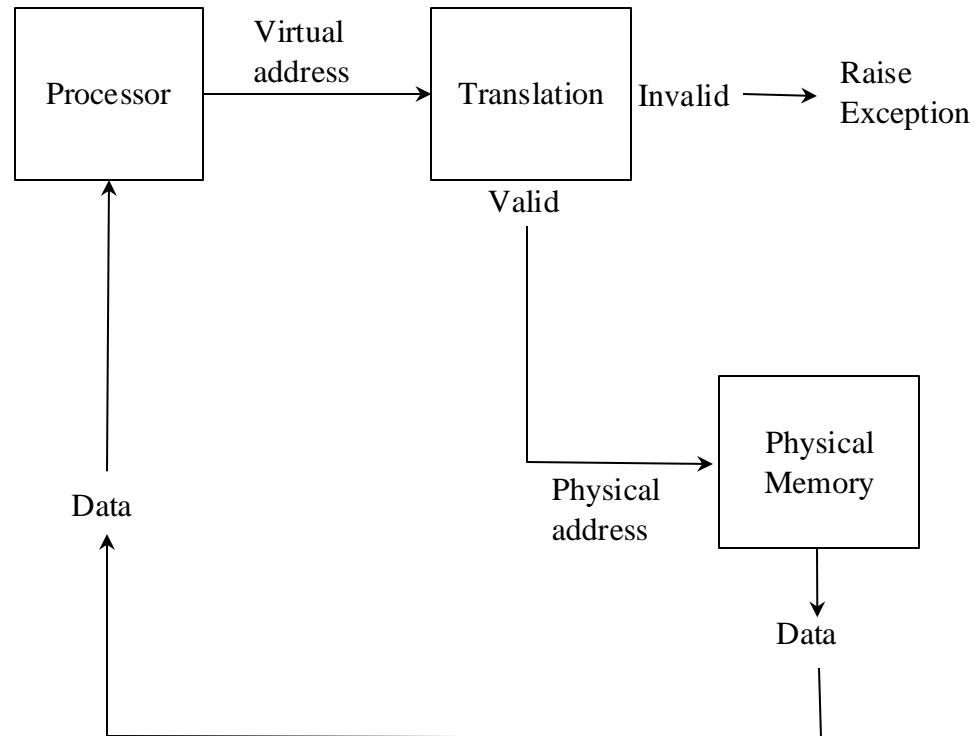 Virtual
address
Processor
Translation
Invalid
Raise
Exception
Valid
Physical
Memory
Physical
address
Data
Data